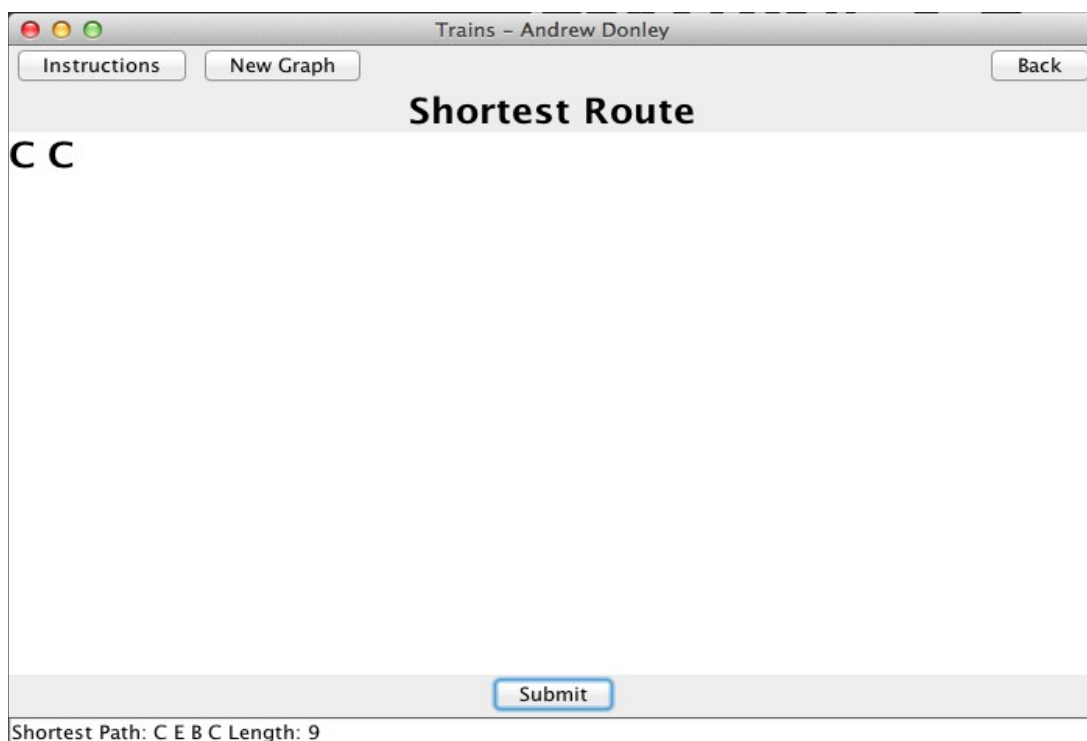 Trains – Andrew Donley
Instructions New Graph Back
Shortest Route
C C
Submit
Shortest Path: C E B C Length: 9